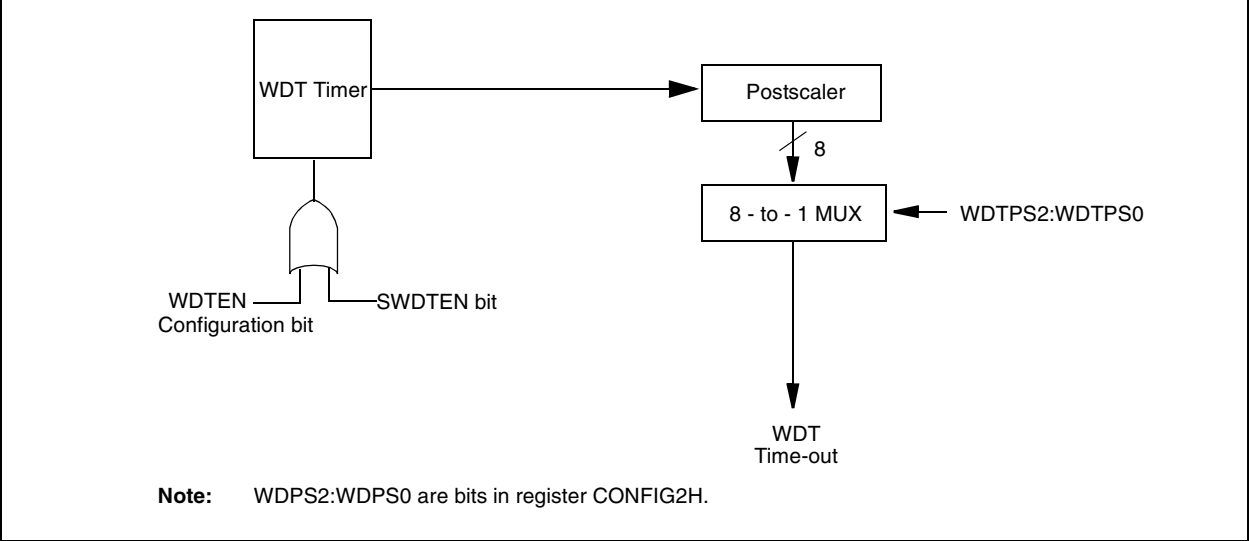 WDT Timer
Postscaler
8
8 - to - 1 MUX
WDTPS2:WDTPS0
WDTEN
Configuration bit
SWDTEN bit
WDT
Time-out
Note: WDPS2:WDPS0 are bits in register CONFIG2H.